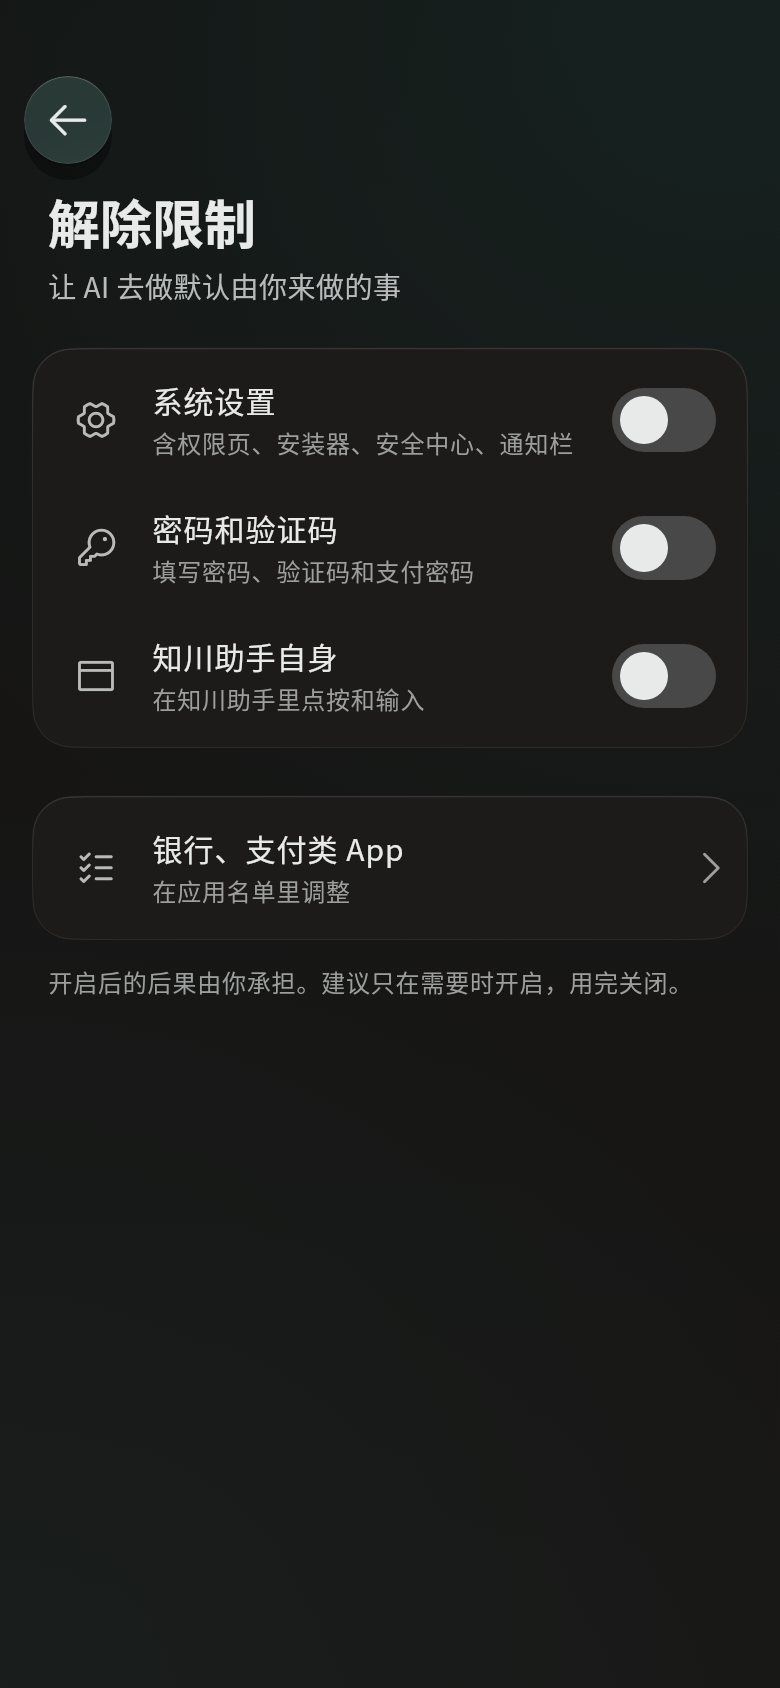 解除限制
让 AI 去做默认由你来做的事
系统设置
含权限页、安装器、安全中心、通知栏
密码和验证码
填写密码、验证码和支付密码
知川助手自身
在知川助手里点按和输入
银行、支付类 App
在应用名单里调整
开启后的后果由你承担。建议只在需要时开启，用完关闭。